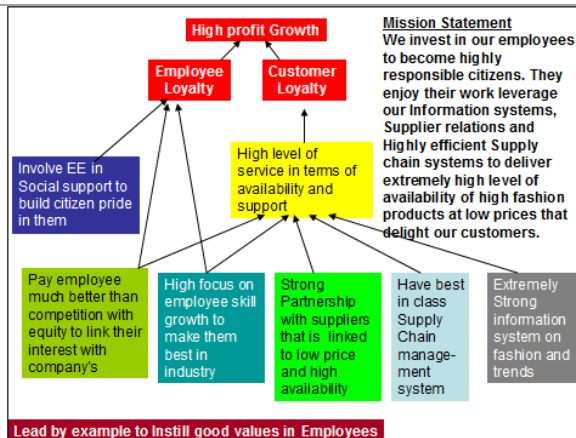 High profit Growth
Employee
Loyalty
Customer
Loyalty
Mission Statement
We invest in our employees
to become highly
responsible citizens. They
enjoy their work leverage
our Information systems,
Supplier relations and
Highly efficient Supply
chain systems to deliver
extremely high level of
availability of high fashion
products at low prices that
delight our customers.
Involve EE in
Social support to
build citizen pride
in them
High level of
service in terms of
availability and
support
Pay employee
much better than
competition with
equity to link their
interest with
company's
High focus on
employee skill
growth to
make them
best in
industry
Strong
Partnership
with suppliers
that is linked
to low price
and high
availability
Have best
in class
Supply
Chain
manage-
ment
system
Extremely
Strong
information
system on
fashion and
trends
Lead by example to Instill good values in Employees